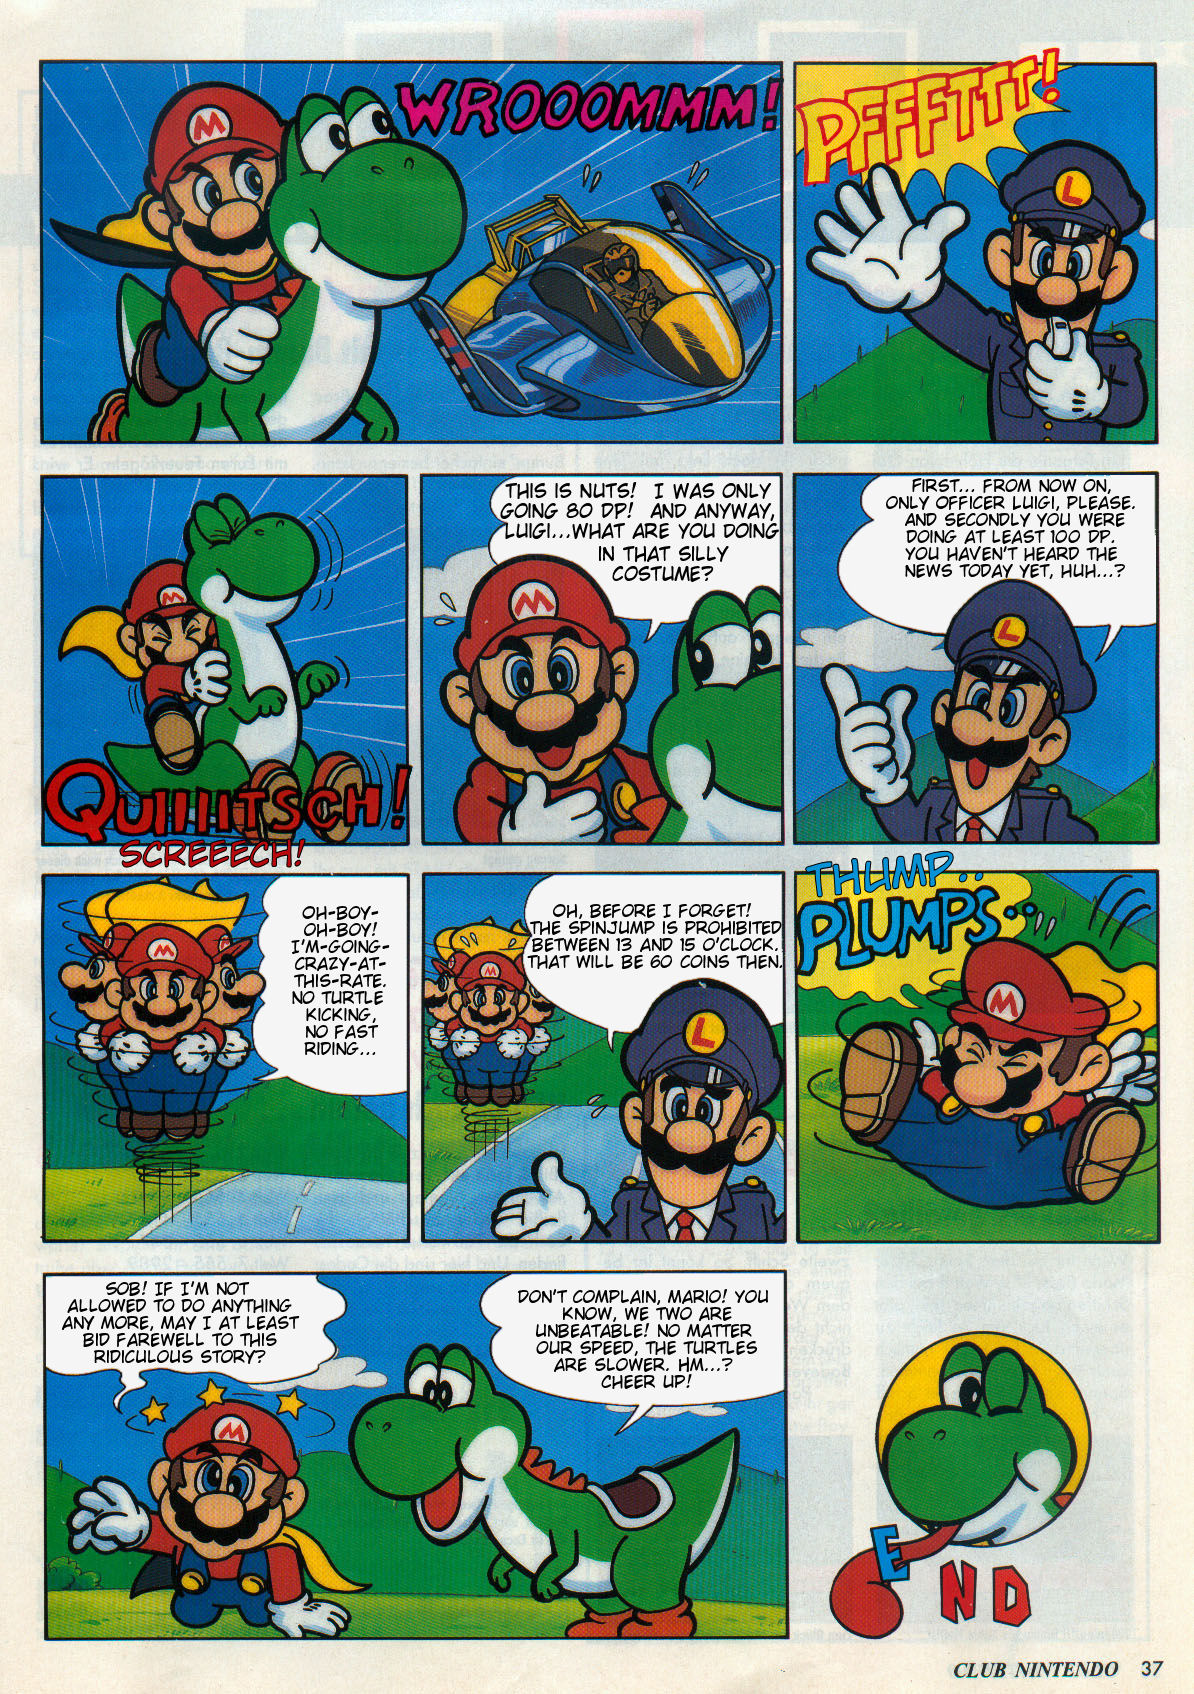 WROOOMMM!
PFFFTTT!
M
L
QUIIIITSCH!
SCREEECH!
THIS IS NUTS! I WAS ONLY
GOING 80 DP! AND ANYWAY,
LUIGI...WHAT ARE YOU DOING
IN THAT SILLY
COSTUME?
M
M
FIRST... FROM NOW ON,
ONLY OFFICER LUIGI, PLEASE.
AND SECONDLY YOU WERE
DOING AT LEAST 100 DP.
YOU HAVEN'T HEARD THE
NEWS TODAY YET, HUH...?
L
OH-BOY-
OH-BOY!
I'M-GOING-
CRAZY-AT-
THIS-RATE.
NO TURTLE
KICKING,
NO FAST
RIDING...
M
OH, BEFORE I FORGET!
THE SPINJUMP IS PROHIBITED
BETWEEN 13 AND 15 O'CLOCK.
THAT WILL BE 60 COINS THEN.
M
L
THUMP..
PLUMPS...
M
SOB! IF I'M NOT
ALLOWED TO DO ANYTHING
ANY MORE, MAY I AT LEAST
BID FAREWELL TO THIS
RIDICULOUS STORY?
M
DON'T COMPLAIN, MARIO! YOU
KNOW, WE TWO ARE
UNBEATABLE! NO MATTER
OUR SPEED, THE TURTLES
ARE SLOWER. HM...?
CHEER UP!
END
CLUB NINTENDO 37